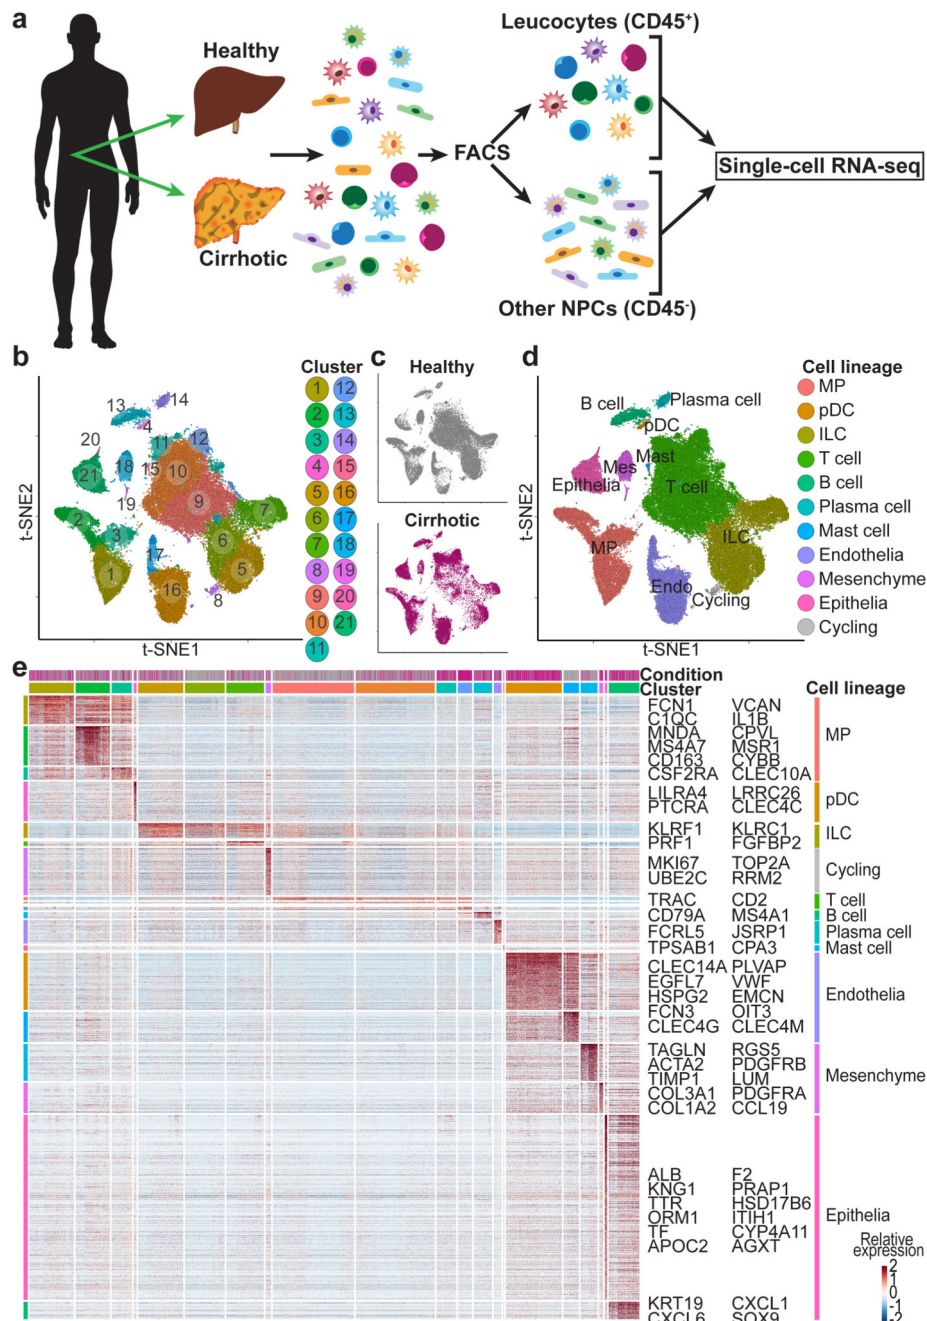 a
Leucocytes (CD45+)
Healthy
FACS
Single-cell RNA-seq
Cirrhotic
Other NPCs (CD45-)
b
Cluster
c
Healthy
d
Cell lineage
1 12
2 13
3 14
4 15
5 16
6 17
7 18
8 19
9 20
10 21
11
13
14
4
20
11
12
21
18
15
10
19
9
7
2
3
17
6
1
16
5
8
t-SNE2
t-SNE1
Cirrhotic
B cell
Plasma cell
pDC
Mast
Mes
Epithelia
T cell
MP
ILC
Endo
Cycling
t-SNE2
t-SNE1
MP
pDC
ILC
T cell
B cell
Plasma cell
Mast cell
Endothelia
Mesenchyme
Epithelia
Cycling
e
Condition
Cluster
Cell lineage
FCN1 VCAN
C1QC IL1B
MNDA CPVL
MS4A7 MSR1
CD163 CYBB
CSF2RA CLEC10A
MP
LILRA4 LRRC26
PTCRA CLEC4C
pDC
KLRF1 KLRC1
PRF1 FGFBP2
ILC
MKI67 TOP2A
UBE2C RRM2
Cycling
TRAC CD2
T cell
CD79A MS4A1
B cell
FCRL5 JSRP1
Plasma cell
TPSAB1 CPA3
Mast cell
CLEC14A PLVAP
EGFL7 VWF
HSPG2 EMCN
FCN3 OIT3
CLEC4G CLEC4M
Endothelia
TAGLN RGS5
ACTA2 PDGFRB
TIMP1 LUM
COL3A1 PDGFRA
COL1A2 CCL19
Mesenchyme
ALB F2
KNG1 PRAP1
TTR HSD17B6
ORM1 ITIH1
TF CYP4A11
APOC2 AGXT
Epithelia
KRT19 CXCL1
CXCL6 SOX9
Relative
expression
2
1
0
-1
-2